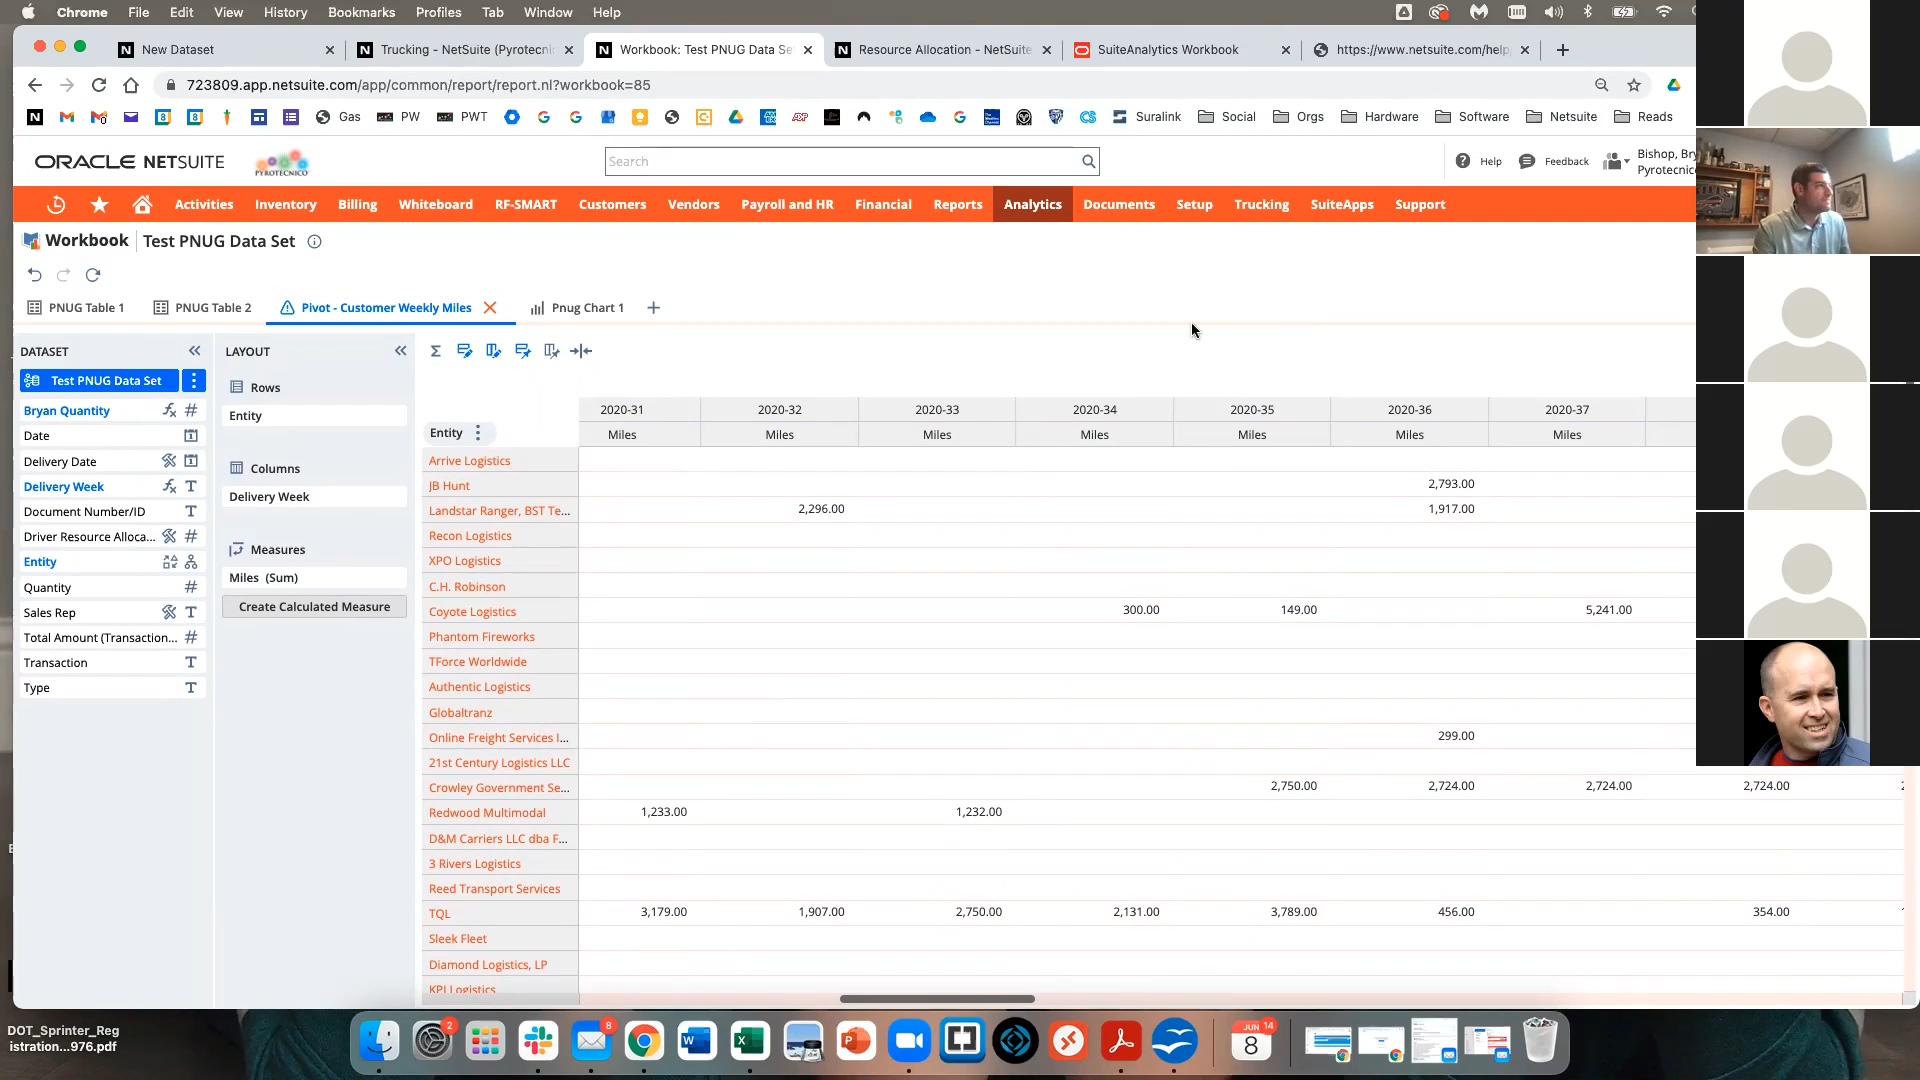 Chrome File Edit View History Bookmarks Profiles Tab Window Help
New Dataset
Trucking - NetSuite (Pyrotecni
Workbook: Test PNUG Data Se
Resource Allocation - NetSuite
SuiteAnalytics Workbook
https://www.netsuite.com/help
723809.app.netsuite.com/app/common/report/report.nl?workbook=85
Gas PW PWT Suralink Social Orgs Hardware Software Netsuite Reads
ORACLE NETSUITE
PYROTECNICO
Search
Help Feedback
Bishop, Bry
Pyrotecnic
Activities Inventory Billing Whiteboard RF-SMART Customers Vendors Payroll and HR Financial Reports Analytics Documents Setup Trucking SuiteApps Support
Workbook Test PNUG Data Set
PNUG Table 1 PNUG Table 2 Pivot - Customer Weekly Miles Pnug Chart 1
DATASET
Test PNUG Data Set
Bryan Quantity
Date
Delivery Date
Delivery Week
Document Number/ID
Driver Resource Alloca...
Entity
Quantity
Sales Rep
Total Amount (Transaction...
Transaction
Type
LAYOUT
Rows
Entity
Columns
Delivery Week
Measures
Miles (Sum)
Create Calculated Measure
2020-31 2020-32 2020-33 2020-34 2020-35 2020-36 2020-37
Entity Miles Miles Miles Miles Miles Miles Miles
Arrive Logistics
JB Hunt 2,793.00
Landstar Ranger, BST Te... 2,296.00 1,917.00
Recon Logistics
XPO Logistics
C.H. Robinson
Coyote Logistics 300.00 149.00 5,241.00
Phantom Fireworks
TForce Worldwide
Authentic Logistics
Globaltranz
Online Freight Services I... 299.00
21st Century Logistics LLC
Crowley Government Se... 2,750.00 2,724.00 2,724.00 2,724.00 2
Redwood Multimodal 1,233.00 1,232.00
D&M Carriers LLC dba F...
3 Rivers Logistics
Reed Transport Services
TQL 3,179.00 1,907.00 2,750.00 2,131.00 3,789.00 456.00 354.00
Sleek Fleet
Diamond Logistics, LP
KPI Logistics
DOT_Sprinter_Reg
istration...976.pdf
2
8
JUN 14
8